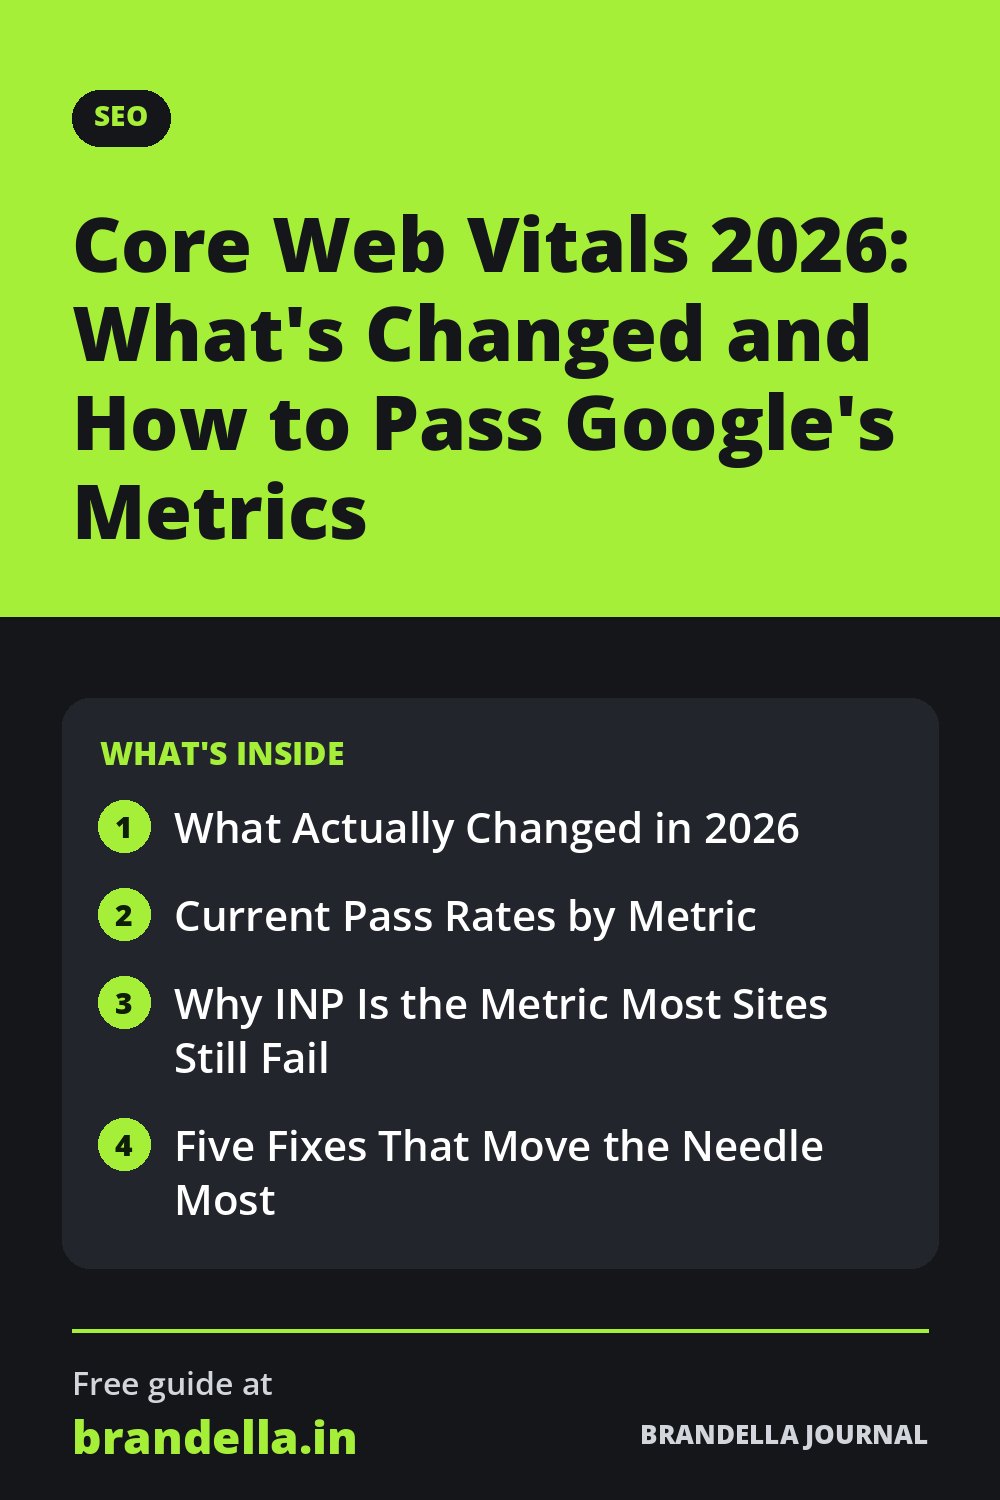 SEO
Core Web Vitals 2026:
What's Changed and
How to Pass Google's
Metrics
WHAT'S INSIDE
1 What Actually Changed in 2026
2 Current Pass Rates by Metric
3 Why INP Is the Metric Most Sites
Still Fail
4 Five Fixes That Move the Needle
Most
Free guide at
brandella.in
BRANDELLA JOURNAL